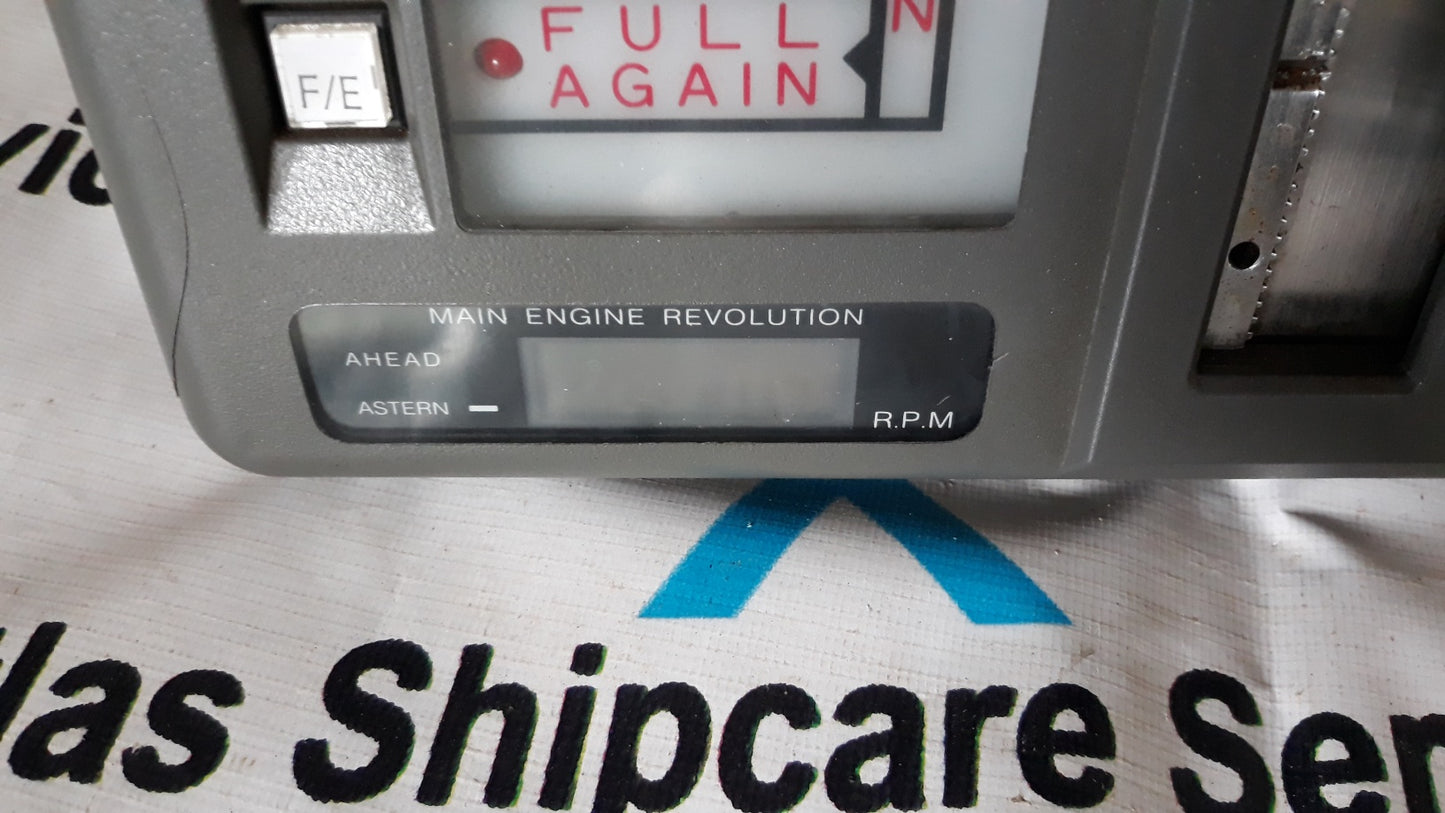 FULL
N
AGAIN
F/E
MAIN ENGINE REVOLUTION
AHEAD
ASTERN
R.P.M
Shipcare